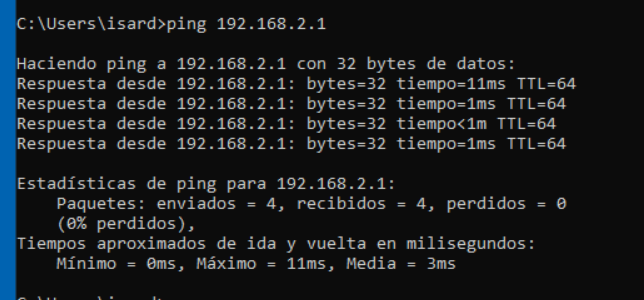 C:\Users\isard>ping 192.168.2.1
Haciendo ping a 192.168.2.1 con 32 bytes de datos:
Respuesta desde 192.168.2.1: bytes=32 tiempo=11ms TTL=64
Respuesta desde 192.168.2.1: bytes=32 tiempo=1ms TTL=64
Respuesta desde 192.168.2.1: bytes=32 tiempo<1m TTL=64
Respuesta desde 192.168.2.1: bytes=32 tiempo=1ms TTL=64
Estadísticas de ping para 192.168.2.1:
Paquetes: enviados = 4, recibidos = 4, perdidos = 0
(0% perdidos),
Tiempos aproximados de ida y vuelta en milisegundos:
Mínimo = 0ms, Máximo = 11ms, Media = 3ms